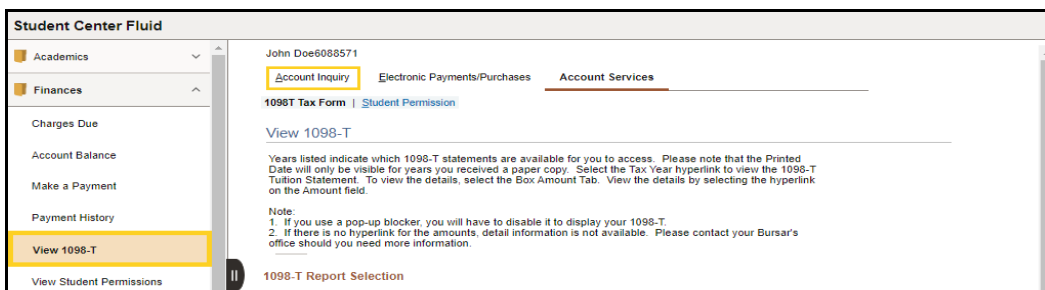 Student Center Fluid
Academics
Finances
Charges Due
Account Balance
Make a Payment
Payment History
View 1098-T
View Student Permissions
John Doe6088571
Account Inquiry Electronic Payments/Purchases Account Services
1098T Tax Form | Student Permission
View 1098-T
Years listed indicate which 1098-T statements are available for you to access. Please note that the Printed
Date will only be visible for years you received a paper copy. Select the Tax Year hyperlink to view the 1098-T
Tuition Statement. To view the details, select the Box Amount Tab. View the details by selecting the hyperlink
on the Amount field.
Note:
1. If you use a pop-up blocker, you will have to disable it to display your 1098-T.
2. If there is no hyperlink for the amounts, detail information is not available. Please contact your Bursar's
office should you need more information.
1098-T Report Selection